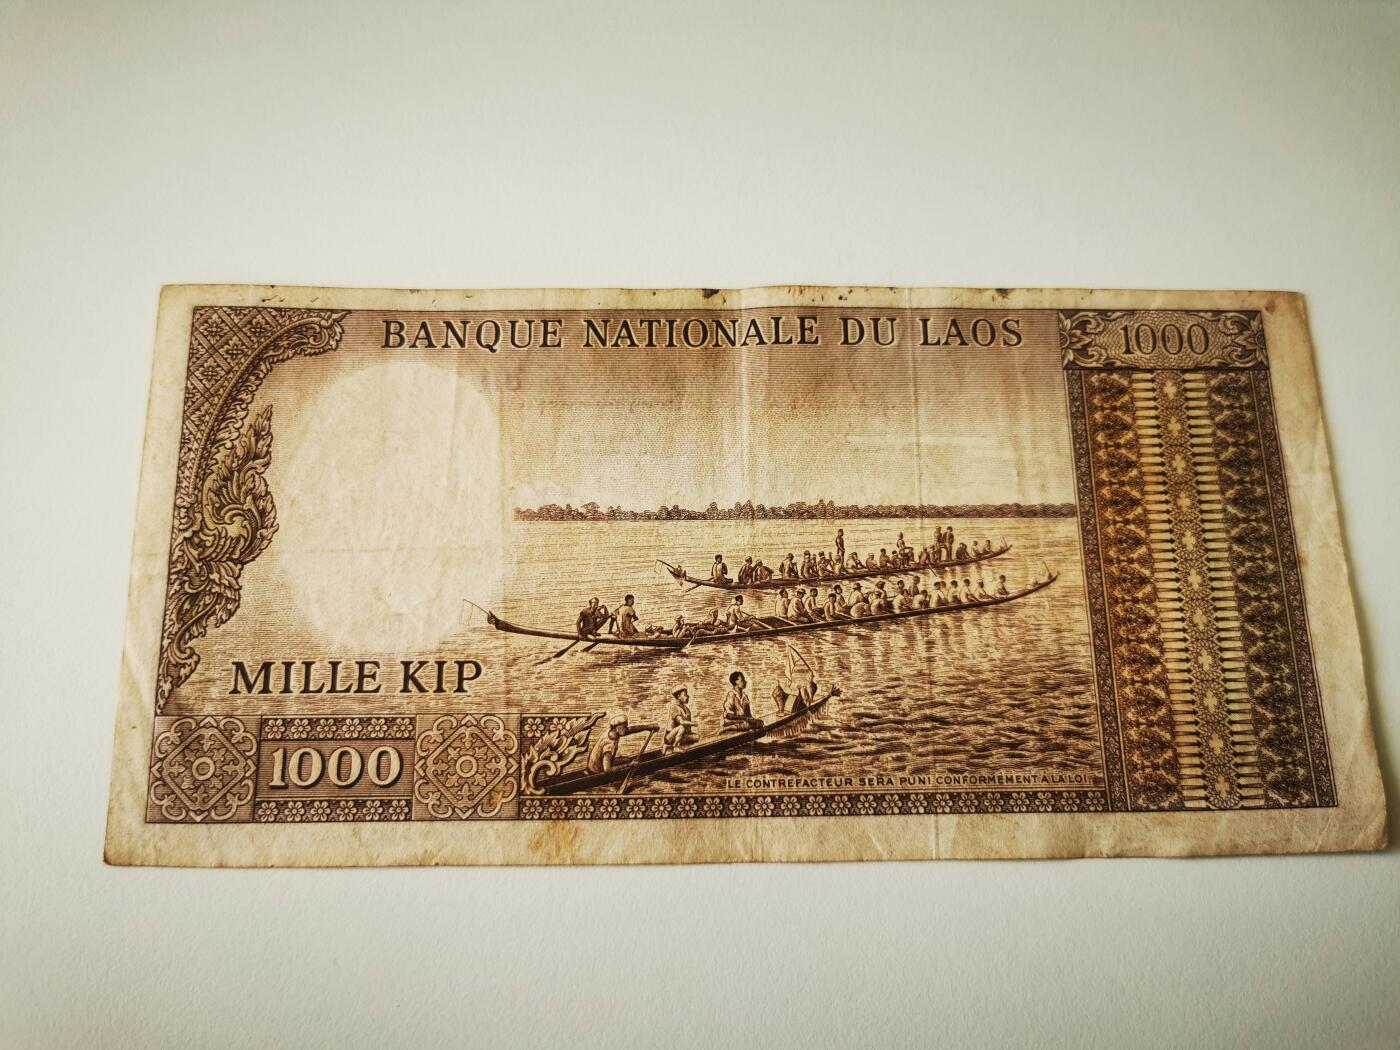 BANQUE NATIONALE DU LAOS
1000
MILLE KIP
1000
LE CONTREFACTEUR SERA PUNI CONFORMEMENT A LA LOI.